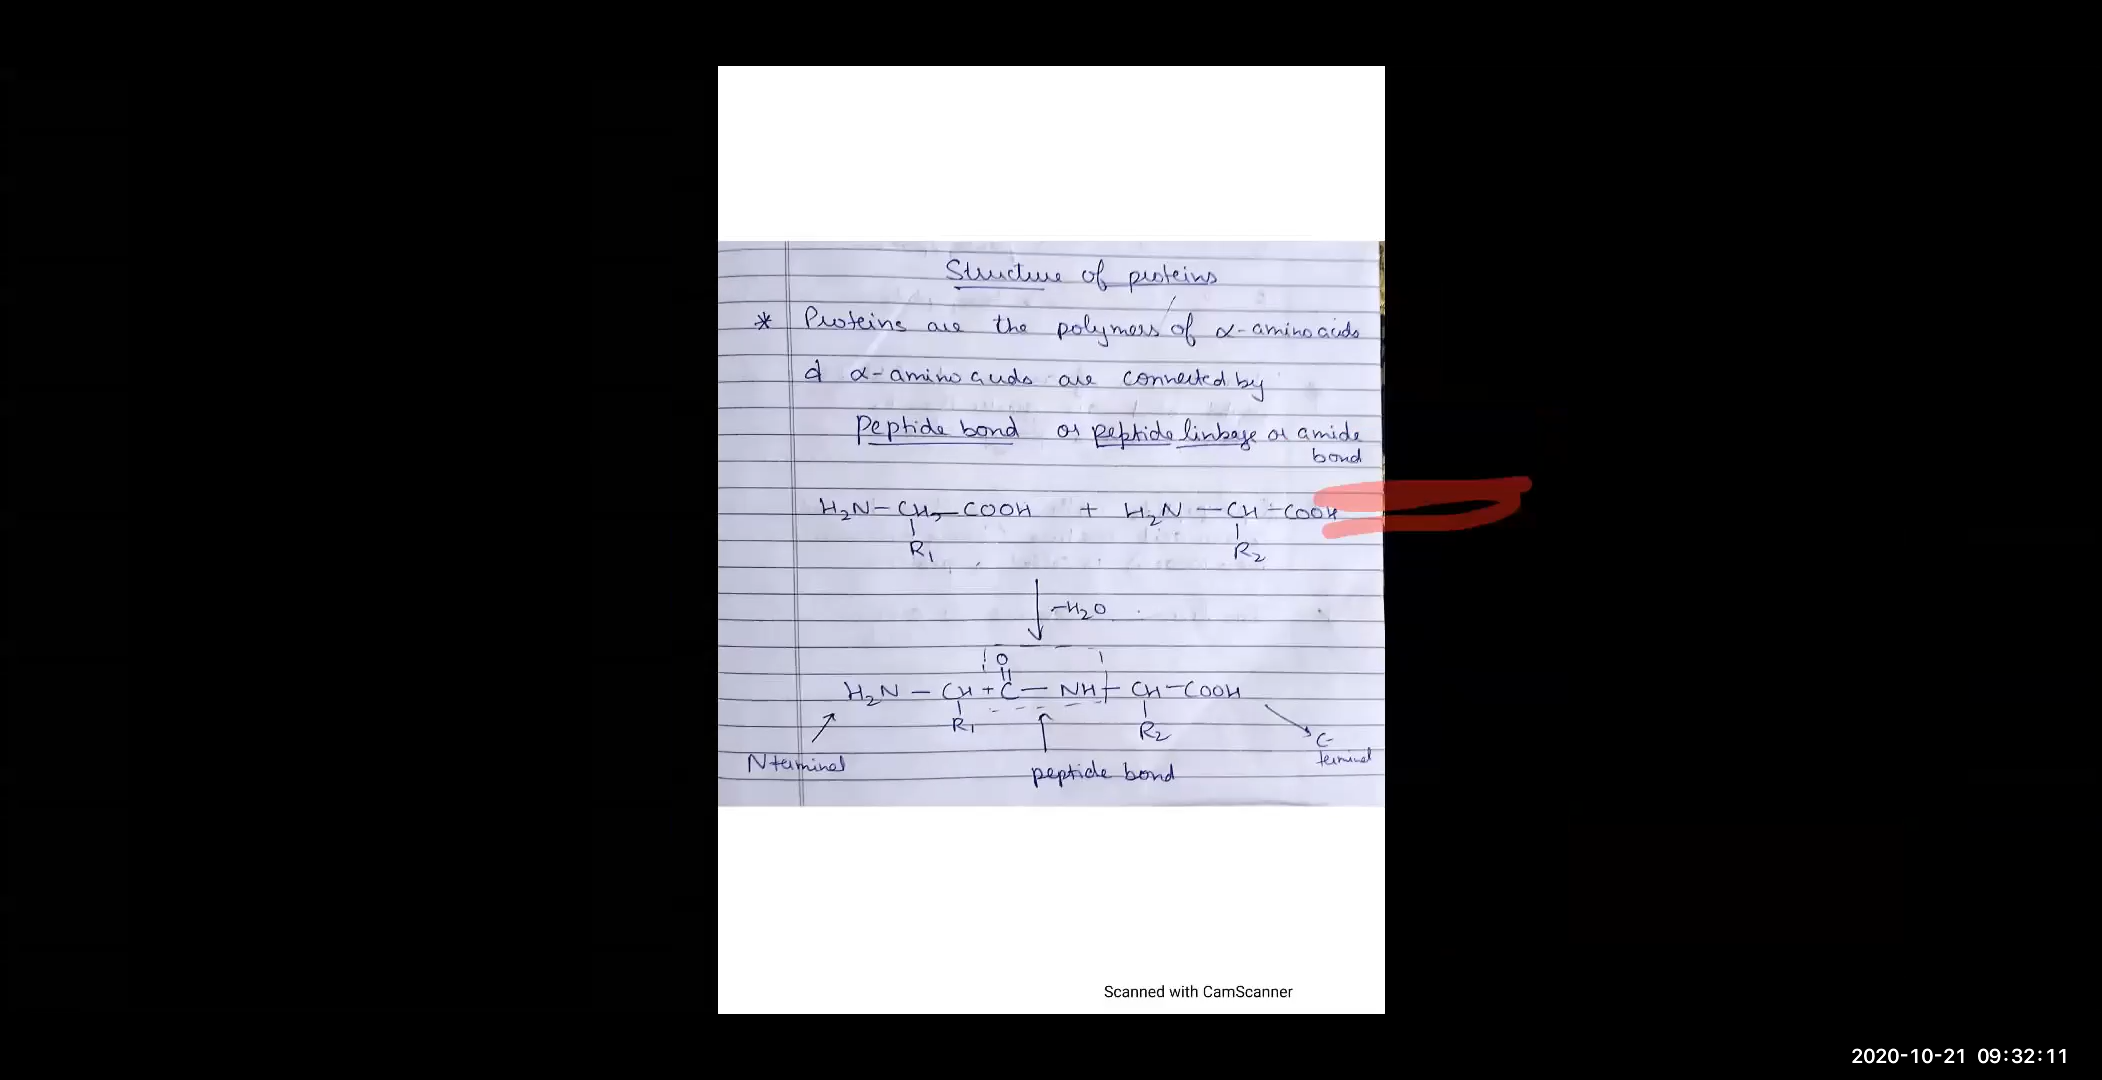 Structure of proteins
* Proteins are the polymers of α-amino acids
d α-amino acids are connected by
peptide bond or peptide linkage or amide
bond
H₂N — CH — COOH + H₂N — CH — COOH
R₁ R₂
-H₂O
O
H₂N — CH + C — NH + CH — COOH
R₁ R₂
N terminal C-
terminal
peptide bond
Scanned with CamScanner
2020-10-21 09:32:11